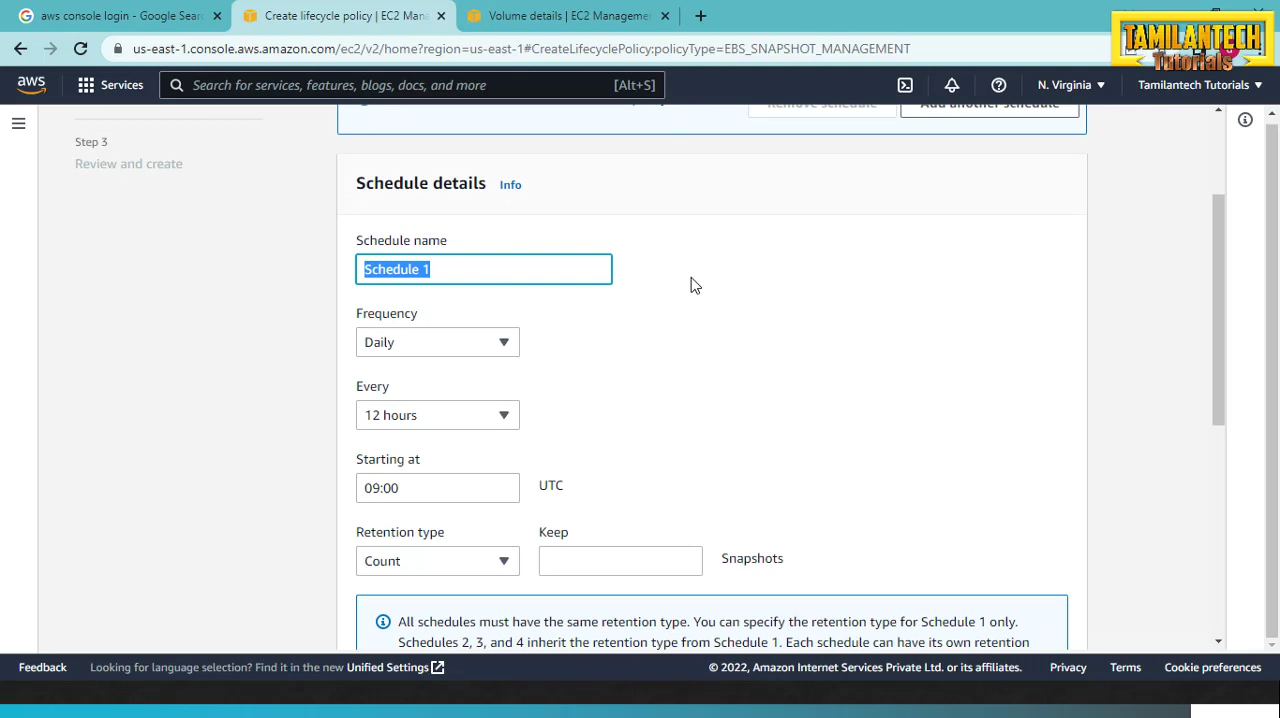 aws console login - Google Sear
Create lifecycle policy | EC2 Mana
Volume details | EC2 Managemen
us-east-1.console.aws.amazon.com/ec2/v2/home?region=us-east-1#CreateLifecyclePolicy:policyType=EBS_SNAPSHOT_MANAGEMENT
TAMILANTECH
Tutorials
aws
Services
Search for services, features, blogs, docs, and more
[Alt+S]
N. Virginia
Tamilantech Tutorials
Remove schedule
Add another schedule
Step 3
Review and create
Schedule details Info
Schedule name
Schedule 1
Frequency
Daily
Every
12 hours
Starting at
09:00 UTC
Retention type Keep
Count Snapshots
All schedules must have the same retention type. You can specify the retention type for Schedule 1 only.
Schedules 2, 3, and 4 inherit the retention type from Schedule 1. Each schedule can have its own retention
Feedback Looking for language selection? Find it in the new Unified Settings © 2022, Amazon Internet Services Private Ltd. or its affiliates. Privacy Terms Cookie preferences